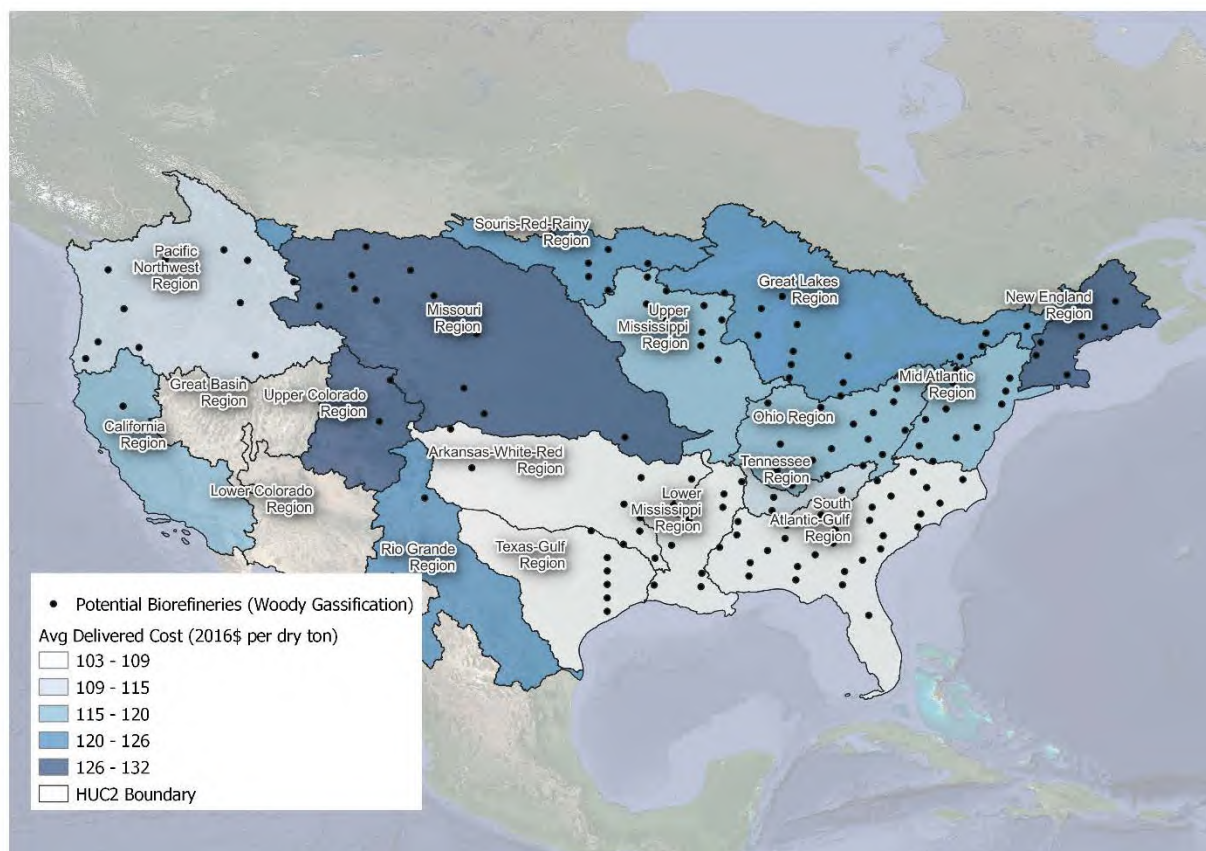 Souris-Red-Rainy
Region
Pacific
Northwest
Region
Great Lakes
Region
New England
Region
Missouri
Region
Upper
Mississippi
Region
Great Basin
Region
Upper Colorado
Region
Mid Atlantic
Region
Ohio Region
California
Region
Arkansas-White-Red
Region
Tennessee
Region
Lower Colorado
Region
Lower
Mississippi
Region
South
Atlantic-Gulf
Region
Rio Grande
Region
Texas-Gulf
Region
Potential Biorefineries (Woody Gassification)
Avg Delivered Cost (2016$ per dry ton)
103 - 109
109 - 115
115 - 120
120 - 126
126 - 132
HUC2 Boundary